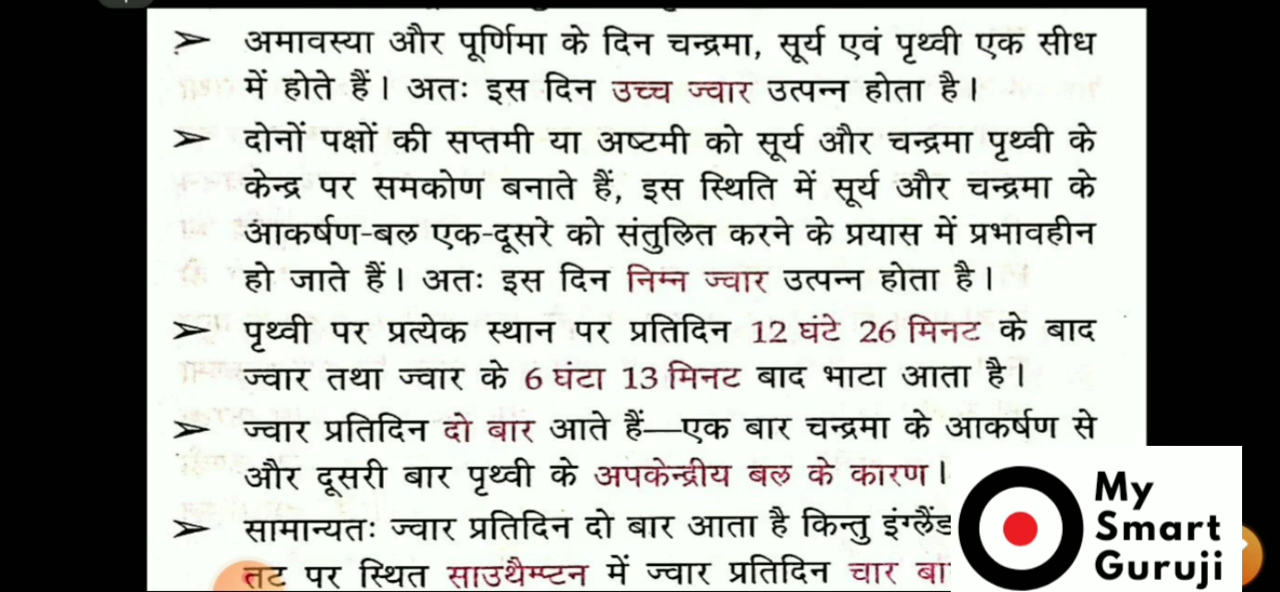 ➢ अमावस्या और पूर्णिमा के दिन चन्द्रमा, सूर्य एवं पृथ्वी एक सीध
में होते हैं। अतः इस दिन उच्च ज्वार उत्पन्न होता है।
➢ दोनों पक्षों की सप्तमी या अष्टमी को सूर्य और चन्द्रमा पृथ्वी के
केन्द्र पर समकोण बनाते हैं, इस स्थिति में सूर्य और चन्द्रमा के
आकर्षण-बल एक-दूसरे को संतुलित करने के प्रयास में प्रभावहीन
हो जाते हैं। अतः इस दिन निम्न ज्वार उत्पन्न होता है।
➢ पृथ्वी पर प्रत्येक स्थान पर प्रतिदिन 12 घंटे 26 मिनट के बाद
ज्वार तथा ज्वार के 6 घंटा 13 मिनट बाद भाटा आता है।
➢ ज्वार प्रतिदिन दो बार आते हैं—एक बार चन्द्रमा के आकर्षण से
और दूसरी बार पृथ्वी के अपकेन्द्रीय बल के कारण।
➢ सामान्यतः ज्वार प्रतिदिन दो बार आता है किन्तु इंग्लैंड
तट पर स्थित साउथैम्प्टन में ज्वार प्रतिदिन चार
My
Smart
Guruji